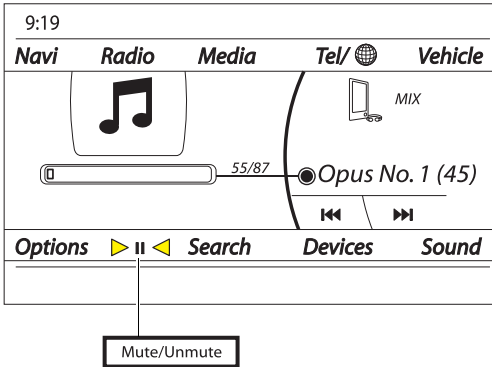 9:19
Navi Radio Media Tel/ Vehicle
MIX
55/87 Opus No. 1 (45)
Options Search Devices Sound
Mute/Unmute